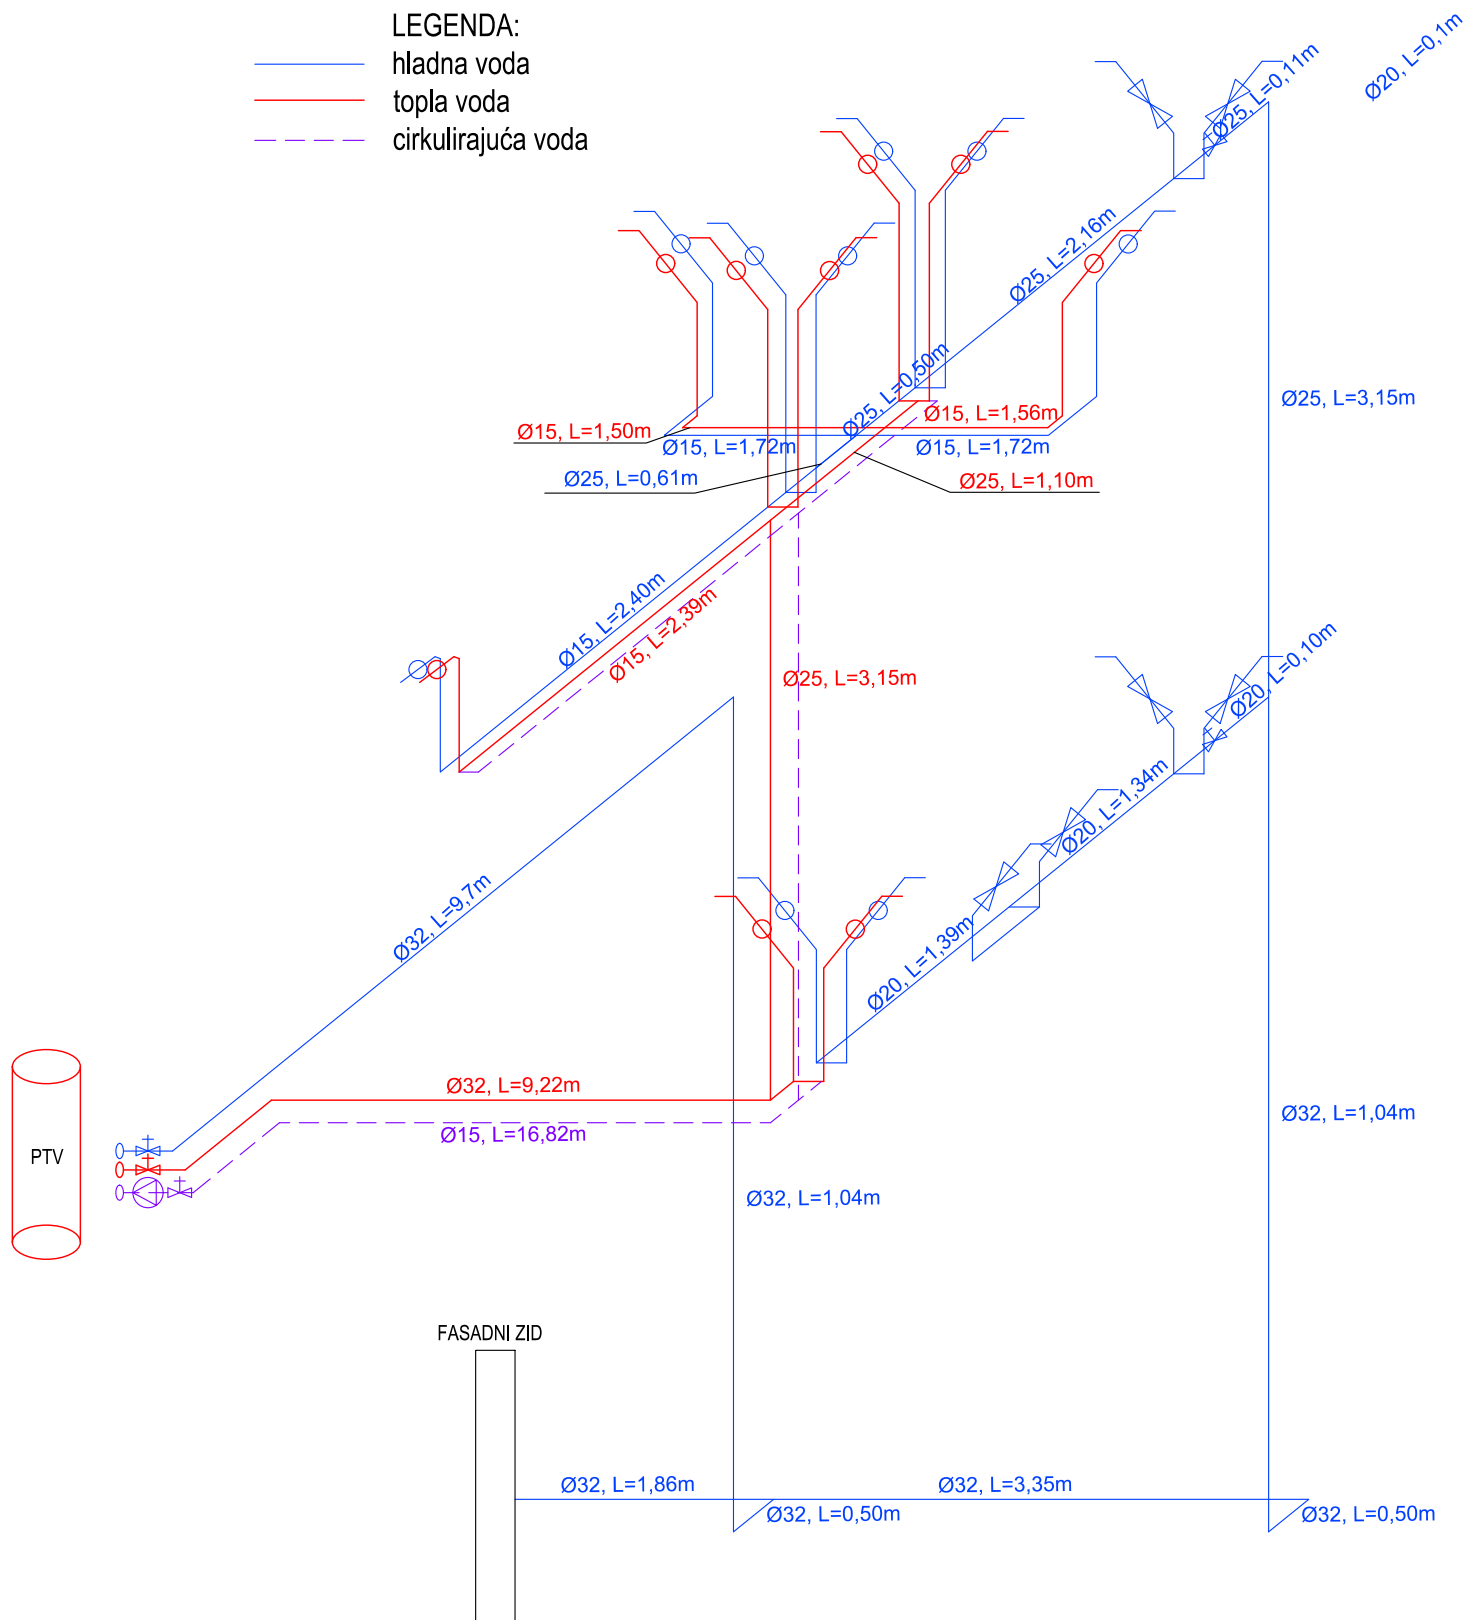 LEGENDA:
hladna voda
topla voda
cirkulirajuća voda
Ø20, L=0,1m
Ø25, L=0,11m
Ø25, L=2,16m
Ø25, L=0,50m
Ø25, L=3,15m
Ø15, L=1,56m
Ø15, L=1,50m
Ø15, L=1,72m
Ø15, L=1,72m
Ø25, L=0,61m
Ø25, L=1,10m
Ø15, L=2,40m
Ø15, L=2,39m
Ø25, L=3,15m
Ø20, L=0,10m
Ø20, L=1,34m
Ø32, L=9,7m
Ø20, L=1,39m
Ø32, L=9,22m
Ø32, L=1,04m
Ø15, L=16,82m
PTV
Ø32, L=1,04m
FASADNI ZID
Ø32, L=1,86m
Ø32, L=3,35m
Ø32, L=0,50m
Ø32, L=0,50m